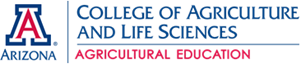 A
ARIZONA
COLLEGE OF AGRICULTURE
AND LIFE SCIENCES
AGRICULTURAL EDUCATION